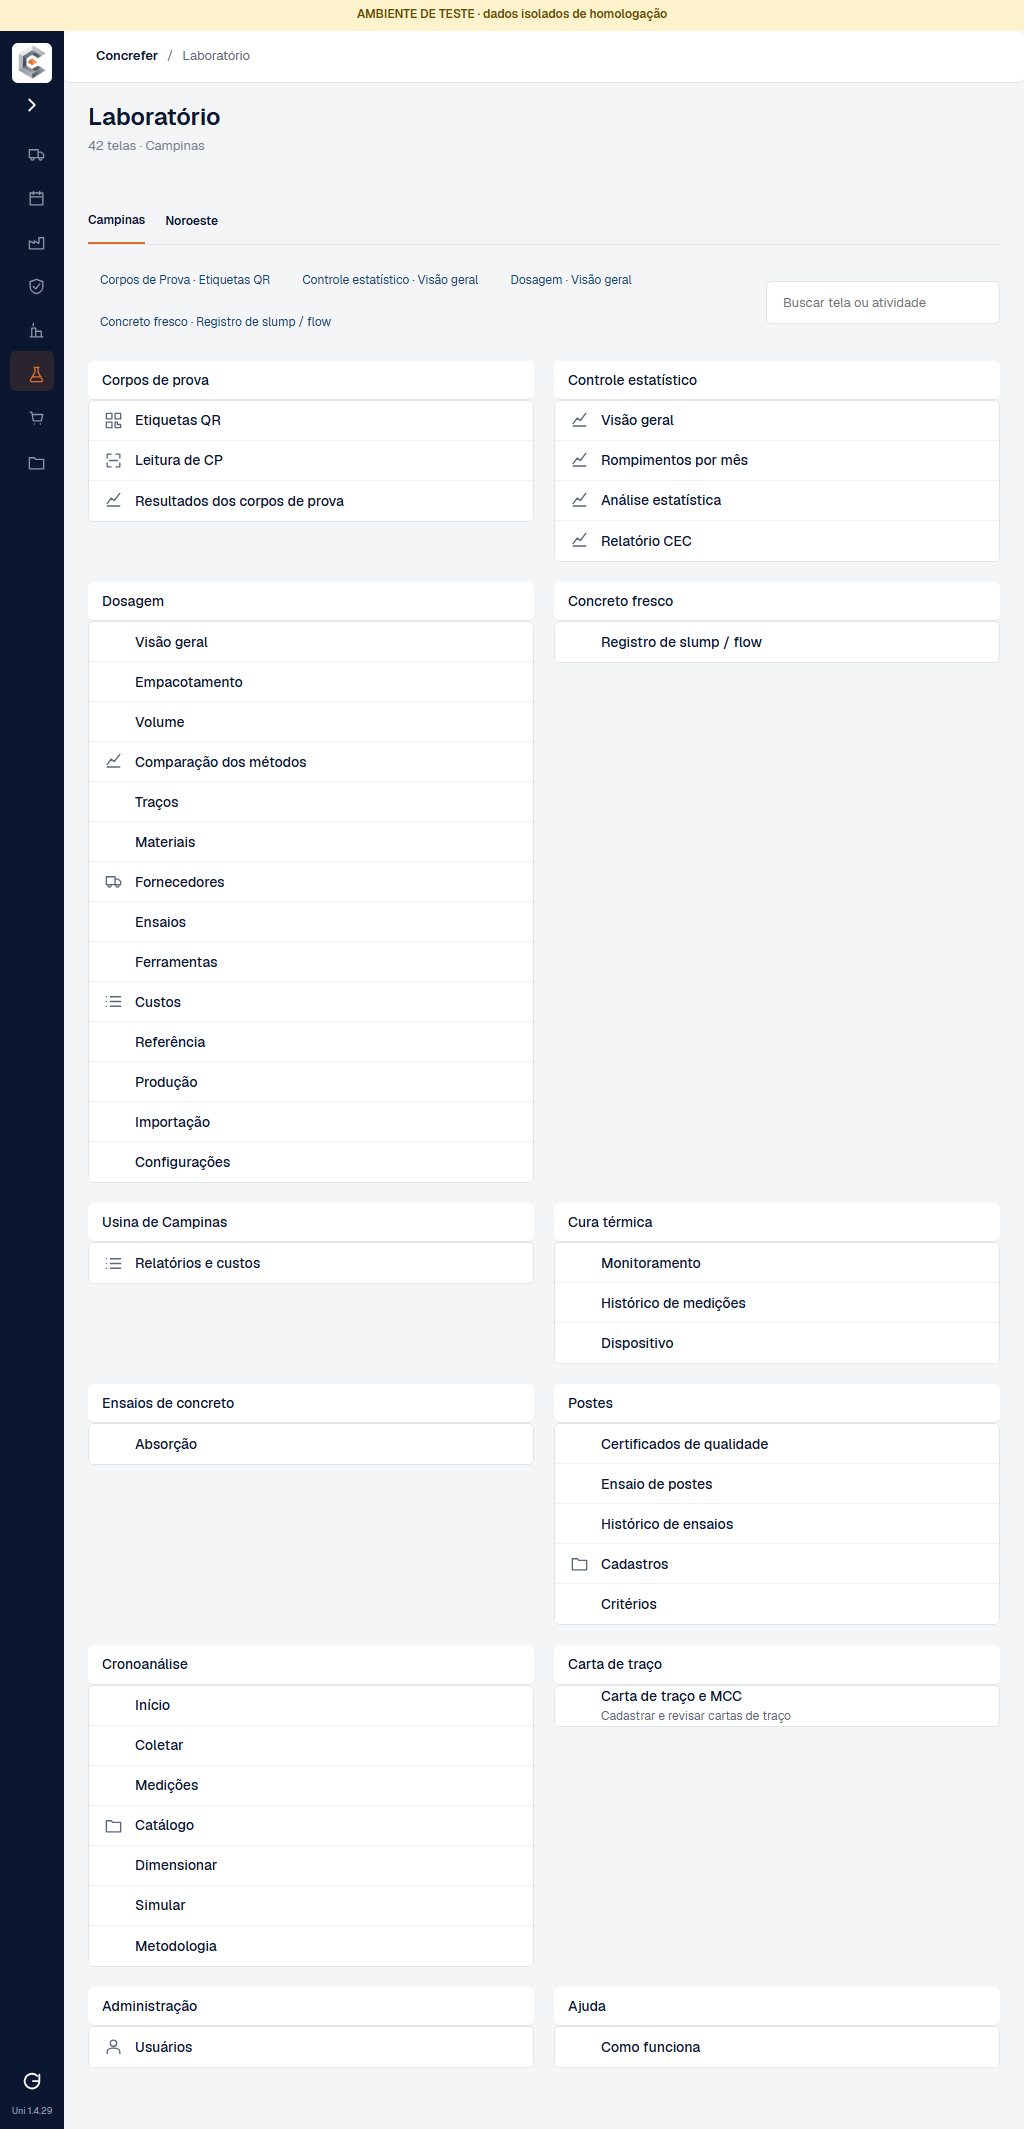 AMBIENTE DE TESTE · dados isolados de homologação
Concrefer / Laboratório
Laboratório
42 telas · Campinas
Campinas
Noroeste
Corpos de Prova · Etiquetas QR
Controle estatístico · Visão geral
Dosagem · Visão geral
Concreto fresco · Registro de slump / flow
Buscar tela ou atividade
Corpos de prova
Etiquetas QR
Leitura de CP
Resultados dos corpos de prova
Controle estatístico
Visão geral
Rompimentos por mês
Análise estatística
Relatório CEC
Dosagem
Visão geral
Empacotamento
Volume
Comparação dos métodos
Traços
Materiais
Fornecedores
Ensaios
Ferramentas
Custos
Referência
Produção
Importação
Configurações
Concreto fresco
Registro de slump / flow
Usina de Campinas
Relatórios e custos
Cura térmica
Monitoramento
Histórico de medições
Dispositivo
Ensaios de concreto
Absorção
Postes
Certificados de qualidade
Ensaio de postes
Histórico de ensaios
Cadastros
Critérios
Cronoanálise
Início
Coletar
Medições
Catálogo
Dimensionar
Simular
Metodologia
Carta de traço
Carta de traço e MCC
Cadastrar e revisar cartas de traço
Administração
Usuários
Ajuda
Como funciona
Uni 1.4.29